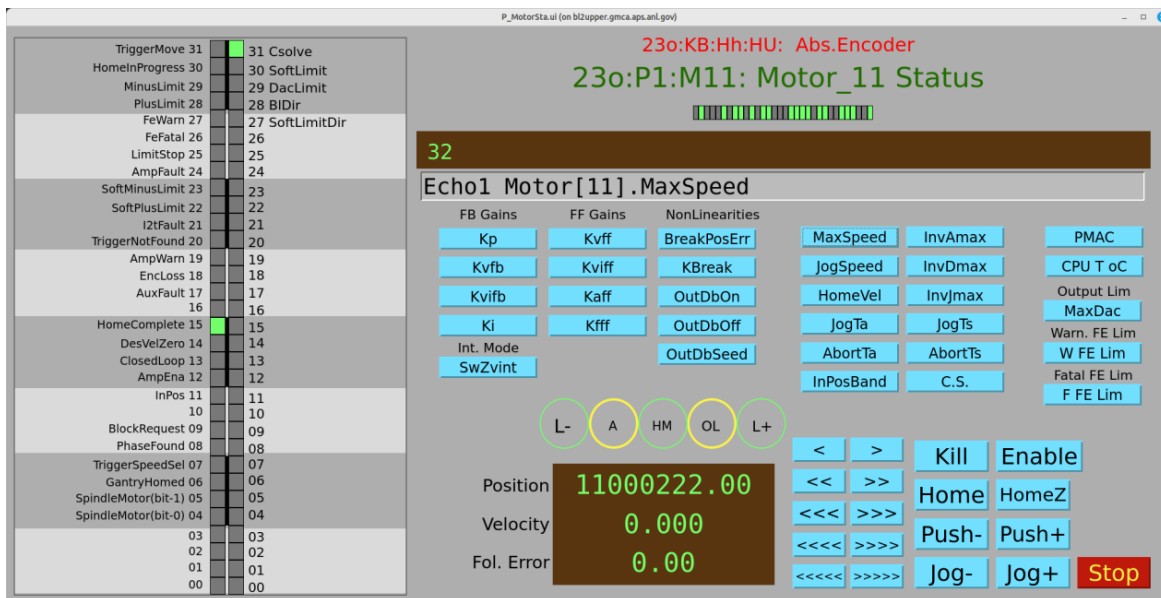 P_MotorSta.ui (on bl2upper.gmca.aps.anl.gov)
TriggerMove 31 31 Csolve
HomeInProgress 30 30 SoftLimit
MinusLimit 29 29 DacLimit
PlusLimit 28 28 BlDir
FeWarn 27 27 SoftLimitDir
FeFatal 26 26
LimitStop 25 25
AmpFault 24 24
SoftMinusLimit 23 23
SoftPlusLimit 22 22
I2tFault 21 21
TriggerNotFound 20 20
AmpWarn 19 19
EncLoss 18 18
AuxFault 17 17
16 16
HomeComplete 15 15
DesVelZero 14 14
ClosedLoop 13 13
AmpEna 12 12
InPos 11 11
10 10
BlockRequest 09 09
PhaseFound 08 08
TriggerSpeedSel 07 07
GantryHomed 06 06
SpindleMotor(bit-1) 05 05
SpindleMotor(bit-0) 04 04
03 03
02 02
01 01
00 00
23o:KB:Hh:HU: Abs.Encoder
23o:P1:M11: Motor_11 Status
32
Echo1 Motor[11].MaxSpeed
FB Gains FF Gains NonLinearities
Kp Kvff BreakPosErr MaxSpeed InvAmax PMAC
Kvfb Kviff KBreak JogSpeed InvDmax CPU T oC
Kvifb Kaff OutDbOn HomeVel InvJmax Output Lim
MaxDac
Ki Kfff OutDbOff JogTa JogTs Warn. FE Lim
Int. Mode OutDbSeed AbortTa AbortTs W FE Lim
SwZvint InPosBand C.S. Fatal FE Lim
F FE Lim
L- A HM OL L+
Position 11000222.00
Velocity 0.000
Fol. Error 0.00
< >
<< >>
<<< >>>
<<<< >>>>
<<<<< >>>>>
Kill Enable
Home HomeZ
Push- Push+
Jog- Jog+ Stop